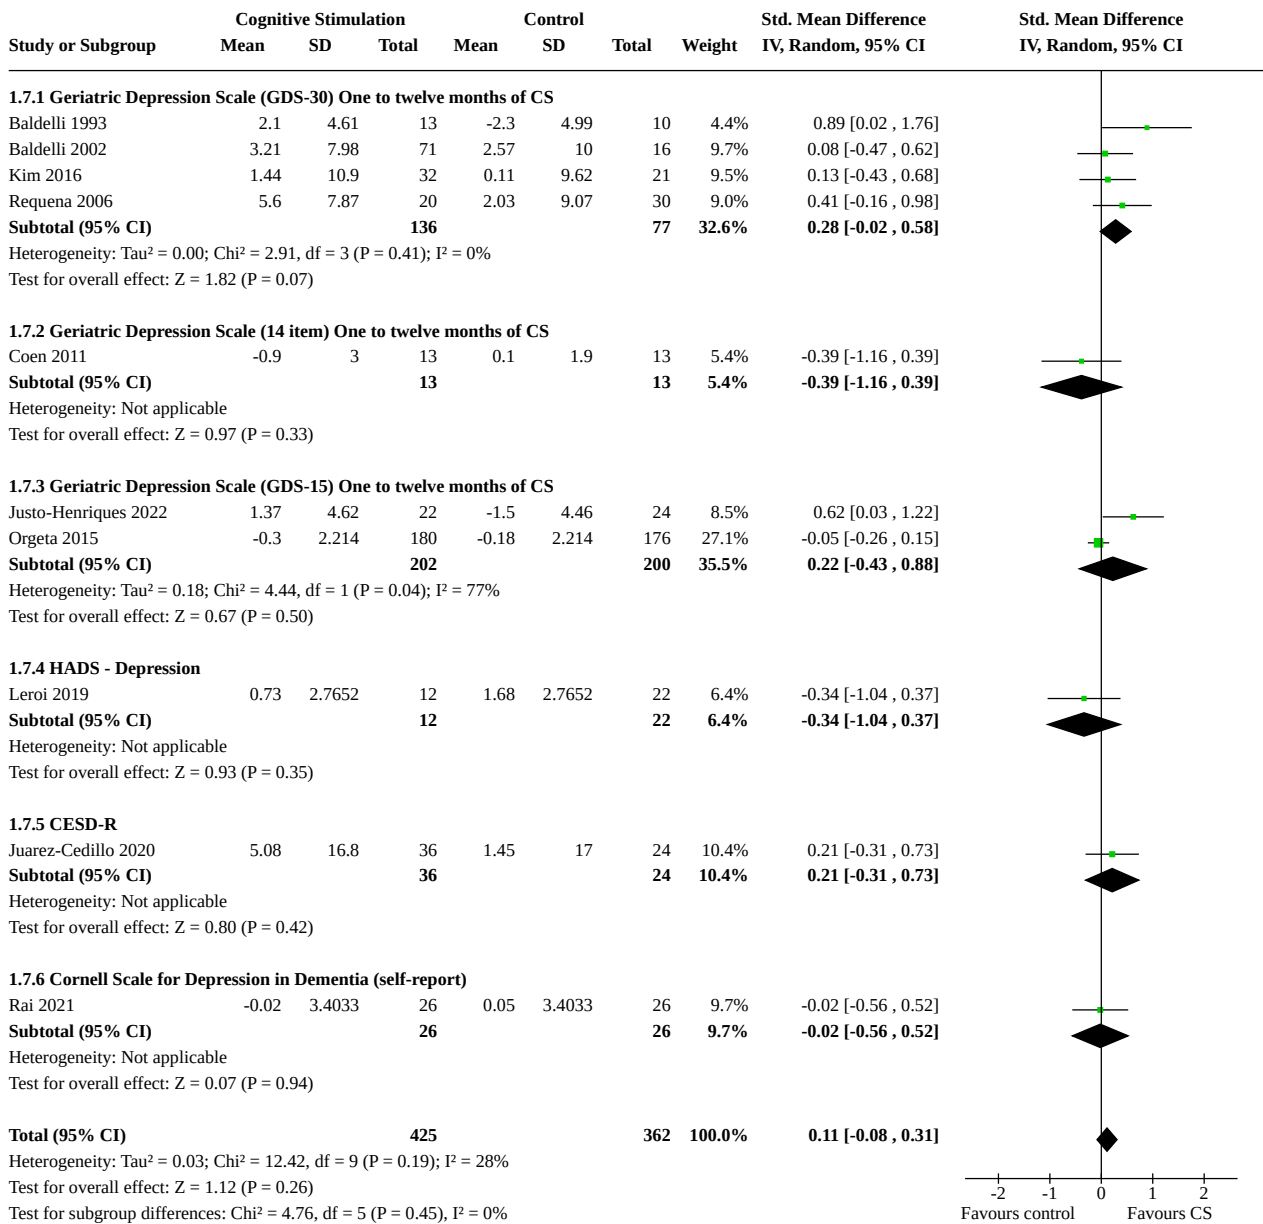 Cognitive Stimulation Control Std. Mean Difference Std. Mean Difference
Study or Subgroup Mean SD Total Mean SD Total Weight IV, Random, 95% CI IV, Random, 95% CI
1.7.1 Geriatric Depression Scale (GDS-30) One to twelve months of CS
Baldelli 1993 2.1 4.61 13 -2.3 4.99 10 4.4% 0.89 [0.02 , 1.76]
Baldelli 2002 3.21 7.98 71 2.57 10 16 9.7% 0.08 [-0.47 , 0.62]
Kim 2016 1.44 10.9 32 0.11 9.62 21 9.5% 0.13 [-0.43 , 0.68]
Requena 2006 5.6 7.87 20 2.03 9.07 30 9.0% 0.41 [-0.16 , 0.98]
Subtotal (95% CI) 136 77 32.6% 0.28 [-0.02 , 0.58]
Heterogeneity: Tau² = 0.00; Chi² = 2.91, df = 3 (P = 0.41); I² = 0%
Test for overall effect: Z = 1.82 (P = 0.07)
1.7.2 Geriatric Depression Scale (14 item) One to twelve months of CS
Coen 2011 -0.9 3 13 0.1 1.9 13 5.4% -0.39 [-1.16 , 0.39]
Subtotal (95% CI) 13 13 5.4% -0.39 [-1.16 , 0.39]
Heterogeneity: Not applicable
Test for overall effect: Z = 0.97 (P = 0.33)
1.7.3 Geriatric Depression Scale (GDS-15) One to twelve months of CS
Justo-Henriques 2022 1.37 4.62 22 -1.5 4.46 24 8.5% 0.62 [0.03 , 1.22]
Orgeta 2015 -0.3 2.214 180 -0.18 2.214 176 27.1% -0.05 [-0.26 , 0.15]
Subtotal (95% CI) 202 200 35.5% 0.22 [-0.43 , 0.88]
Heterogeneity: Tau² = 0.18; Chi² = 4.44, df = 1 (P = 0.04); I² = 77%
Test for overall effect: Z = 0.67 (P = 0.50)
1.7.4 HADS - Depression
Leroi 2019 0.73 2.7652 12 1.68 2.7652 22 6.4% -0.34 [-1.04 , 0.37]
Subtotal (95% CI) 12 22 6.4% -0.34 [-1.04 , 0.37]
Heterogeneity: Not applicable
Test for overall effect: Z = 0.93 (P = 0.35)
1.7.5 CESD-R
Juarez-Cedillo 2020 5.08 16.8 36 1.45 17 24 10.4% 0.21 [-0.31 , 0.73]
Subtotal (95% CI) 36 24 10.4% 0.21 [-0.31 , 0.73]
Heterogeneity: Not applicable
Test for overall effect: Z = 0.80 (P = 0.42)
1.7.6 Cornell Scale for Depression in Dementia (self-report)
Rai 2021 -0.02 3.4033 26 0.05 3.4033 26 9.7% -0.02 [-0.56 , 0.52]
Subtotal (95% CI) 26 26 9.7% -0.02 [-0.56 , 0.52]
Heterogeneity: Not applicable
Test for overall effect: Z = 0.07 (P = 0.94)
Total (95% CI) 425 362 100.0% 0.11 [-0.08 , 0.31]
Heterogeneity: Tau² = 0.03; Chi² = 12.42, df = 9 (P = 0.19); I² = 28%
Test for overall effect: Z = 1.12 (P = 0.26)
-2 -1 0 1 2
Test for subgroup differences: Chi² = 4.76, df = 5 (P = 0.45), I² = 0%
Favours control Favours CS